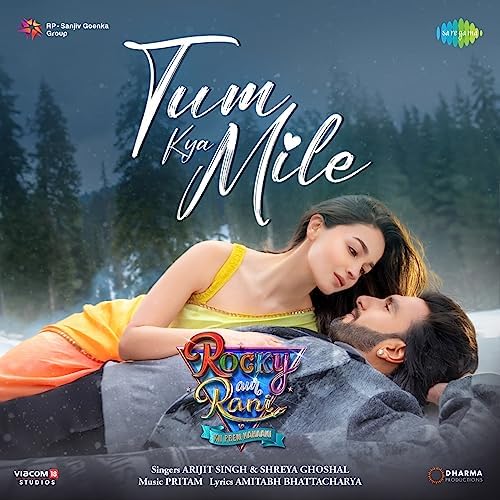 RP - Sanjiv Goenka
Group
saregama
Tum
Kya
Mile
Rocky
aur
Rani
KII PREM KAHAANI
Singers ARIJIT SINGH & SHREYA GHOSHAL
Music PRITAM Lyrics AMITABH BHATTACHARYA
VIACOM 18
STUDIOS
DHARMA
PRODUCTIONS